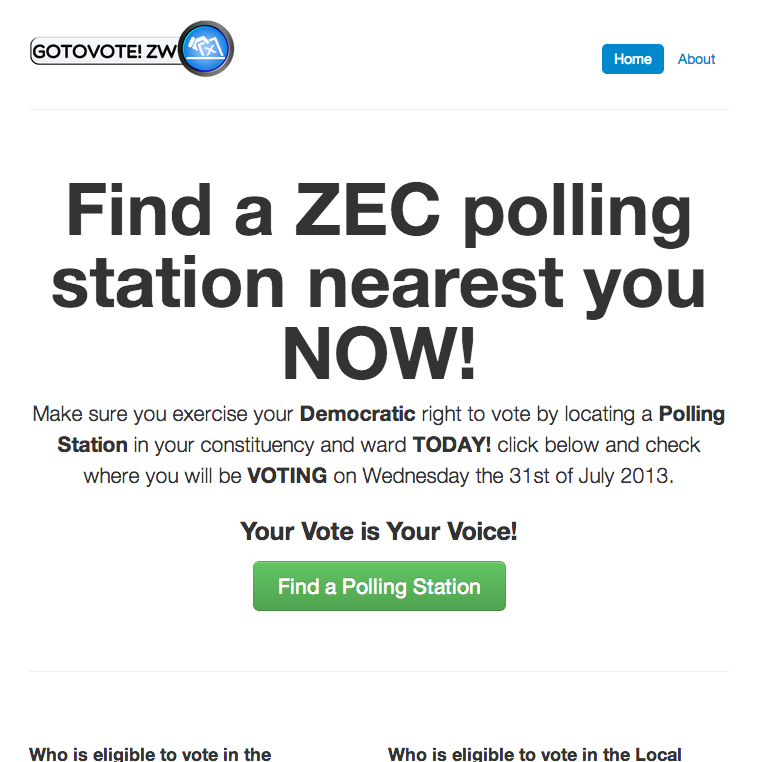 GOTOVOTE! ZW
Home About
Find a ZEC polling
station nearest you
NOW!
Make sure you exercise your Democratic right to vote by locating a Polling
Station in your constituency and ward TODAY! click below and check
where you will be VOTING on Wednesday the 31st of July 2013.
Your Vote is Your Voice!
Find a Polling Station
Who is eligible to vote in the
Who is eligible to vote in the Local